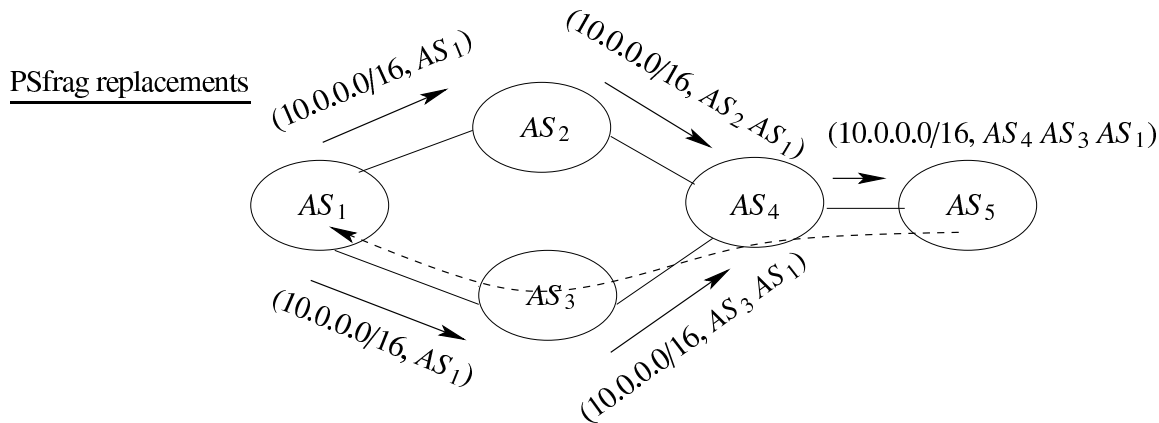 PSfrag replacements
(10.0.0.0/16, AS1)
(10.0.0.0/16, AS2 AS1)
(10.0.0.0/16, AS4 AS3 AS1)
AS2
AS1
AS4
AS5
AS3
(10.0.0.0/16, AS1)
(10.0.0.0/16, AS3 AS1)